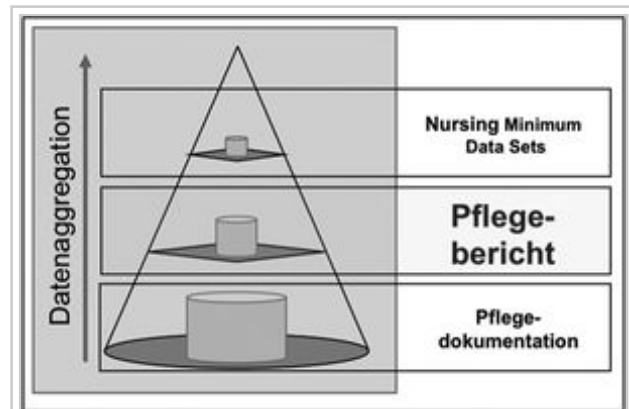 Datenaggregation
Nursing Minimum
Data Sets
Pflege-
bericht
Pflege-
dokumentation